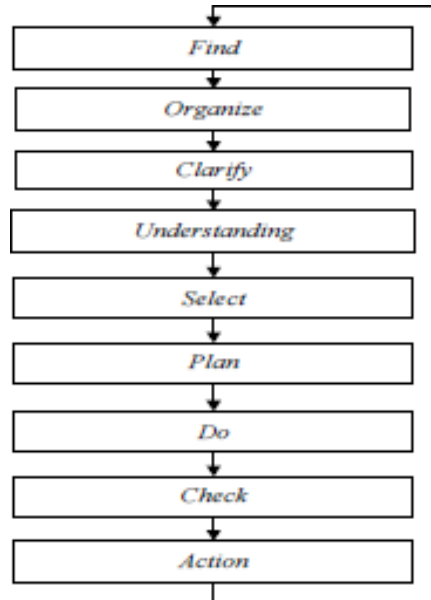 Find
Organize
Clarify
Understanding
Select
Plan
Do
Check
Action